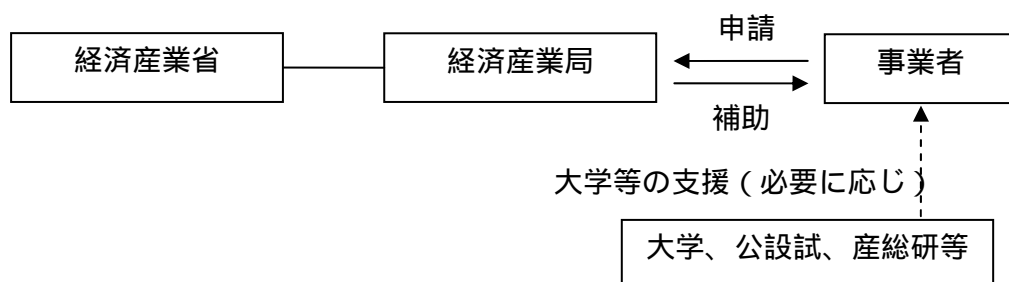 申請
経済産業省
経済産業局
事業者
補助
大学等の支援（必要に応じ）
大学、公設試、産総研等